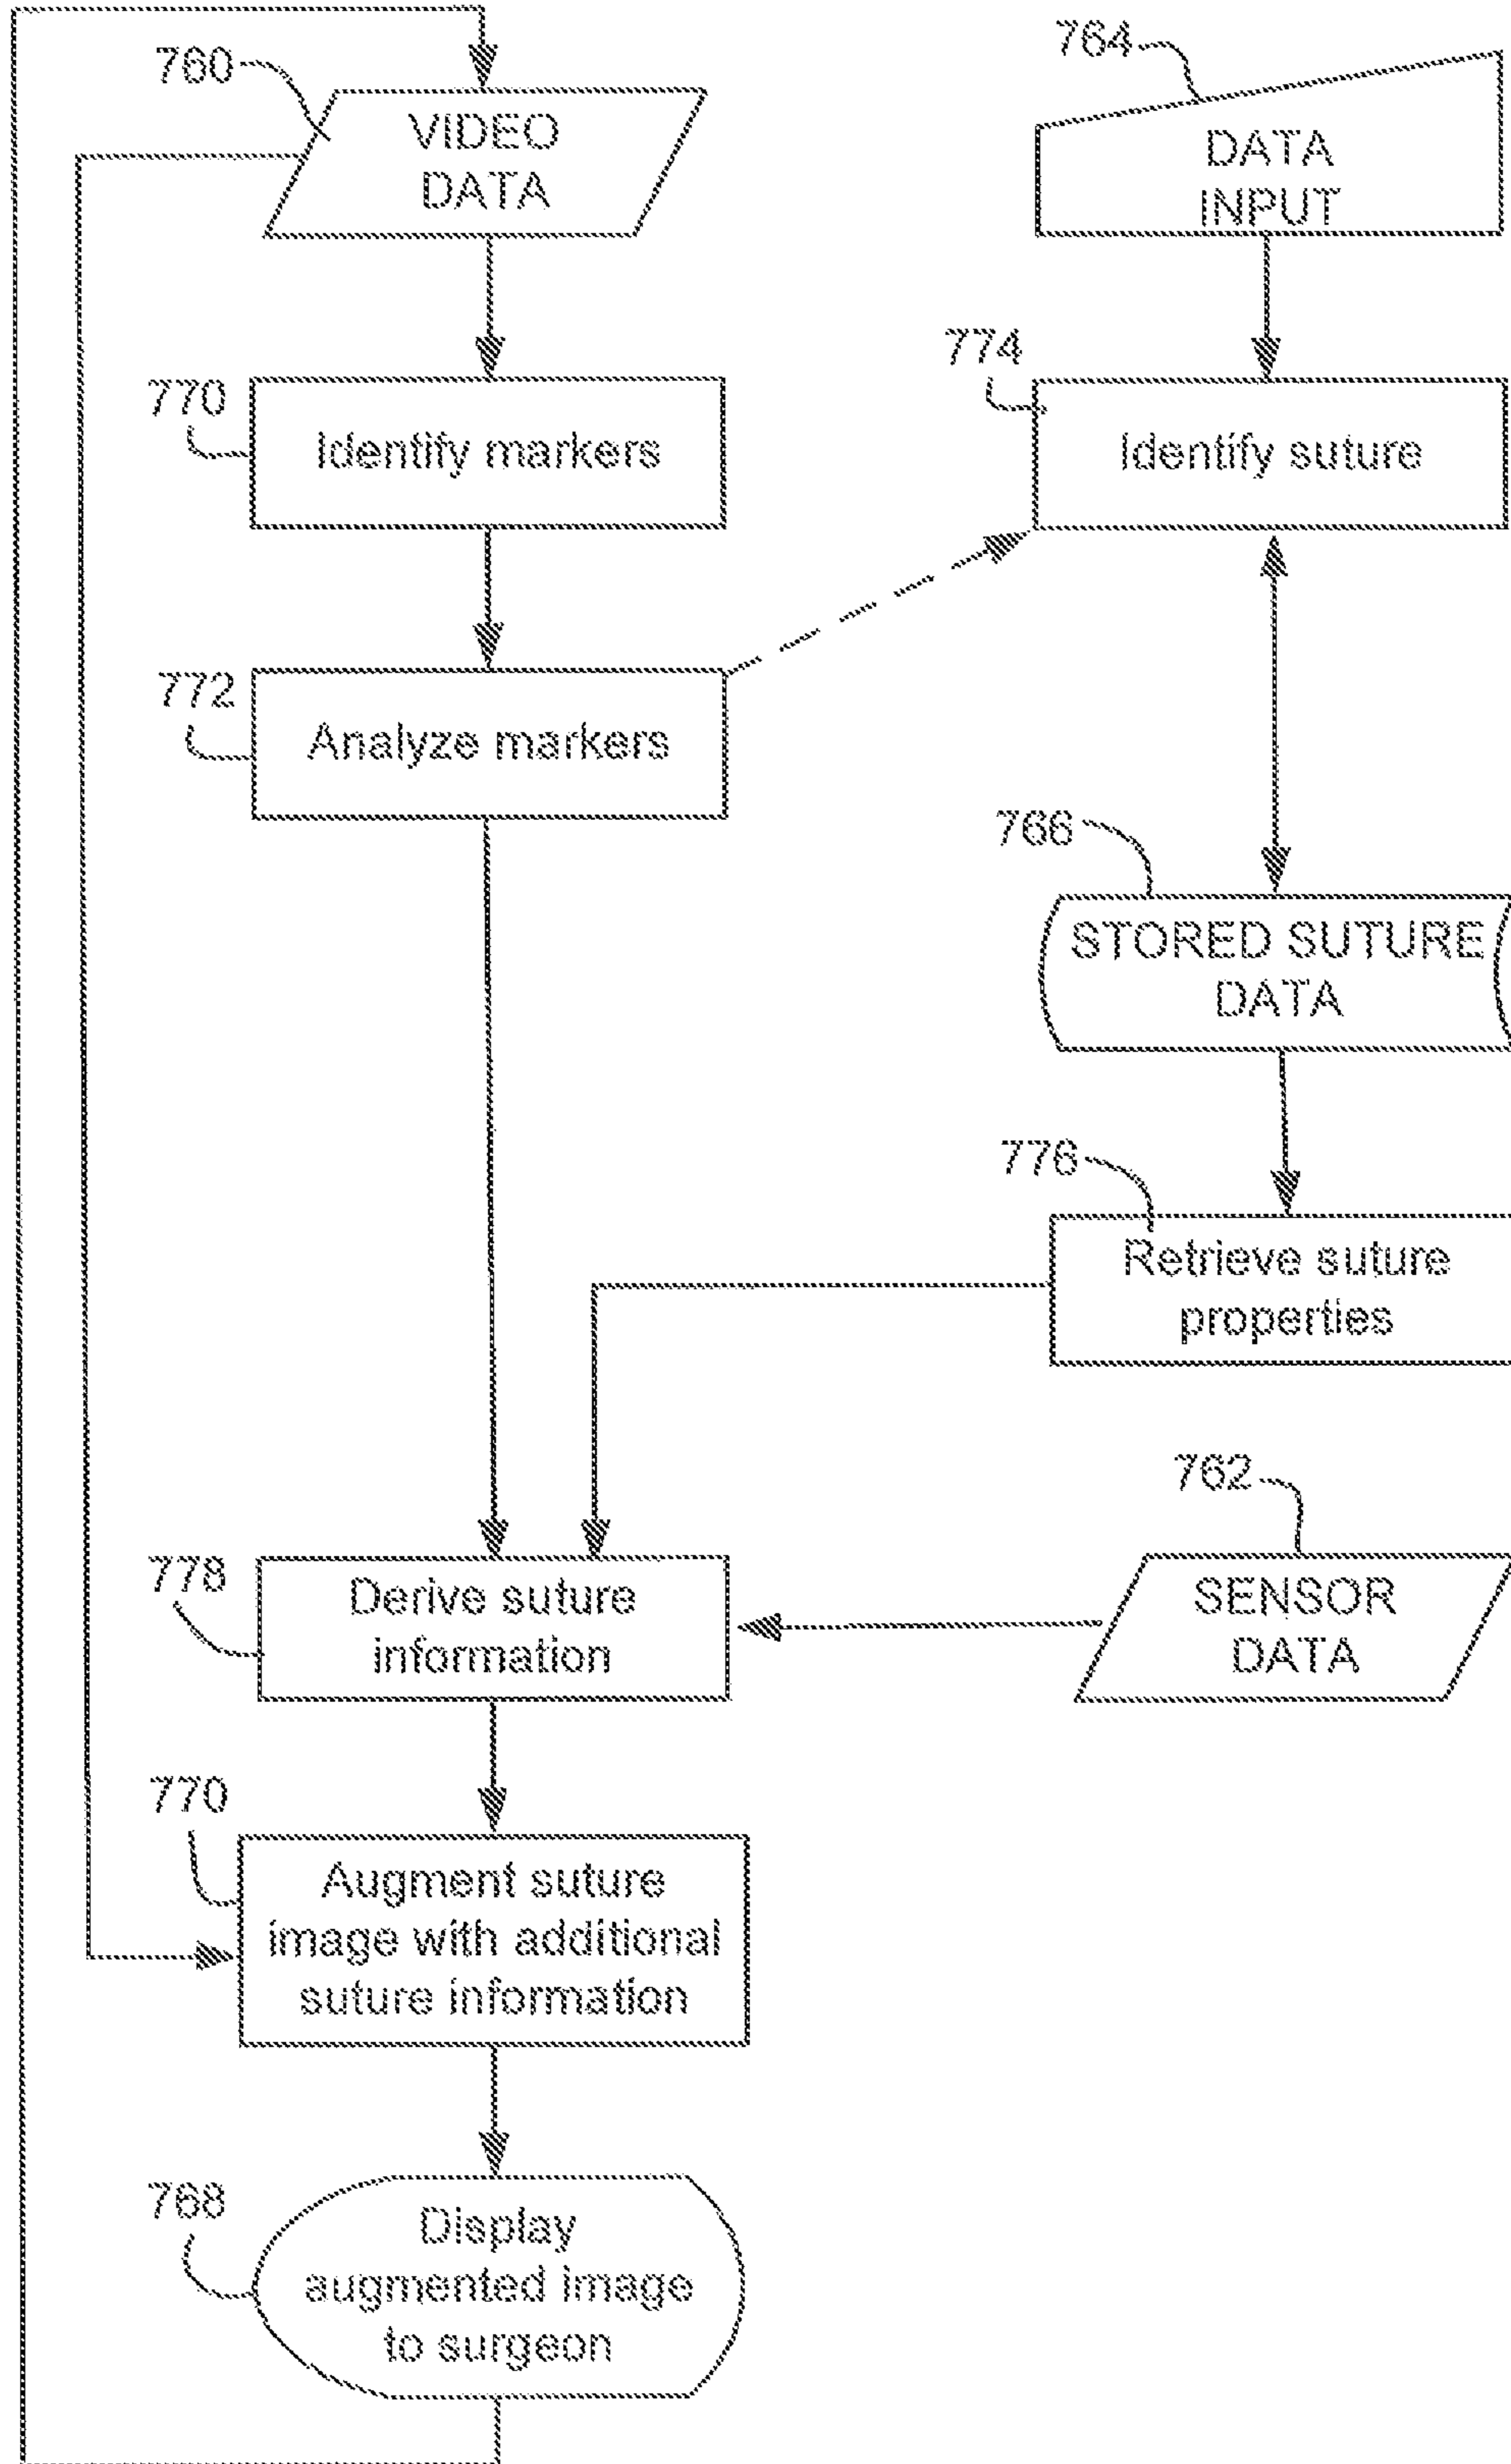 760
VIDEO
DATA
764
DATA
INPUT
770
Identify markers
774
Identify suture
772
Analyze markers
766
STORED SUTURE
DATA
776
Retrieve suture
properties
762
SENSOR
DATA
778
Derive suture
information
770
Augment suture
image with additional
suture information
768
Display
augmented image
to surgeon